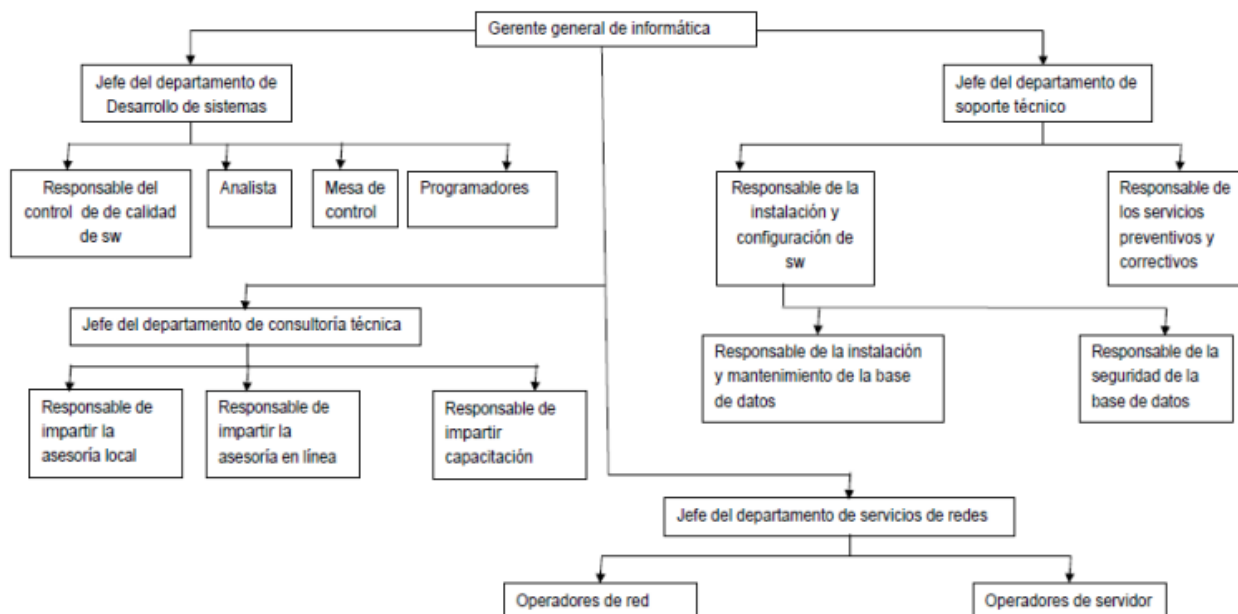 Gerente general de informática
Jefe del departamento de
Desarrollo de sistemas
Jefe del departamento de
soporte técnico
Responsable del
control de de calidad
de sw
Analista
Mesa de
control
Programadores
Responsable de la
instalación y
configuración de
sw
Responsable de
los servicios
preventivos y
correctivos
Jefe del departamento de consultoría técnica
Responsable de la instalación
y mantenimiento de la base
de datos
Responsable de la
seguridad de la
base de datos
Responsable de
impartir la
asesoría local
Responsable de
impartir la
asesoría en línea
Responsable de
impartir
capacitación
Jefe del departamento de servicios de redes
Operadores de red
Operadores de servidor